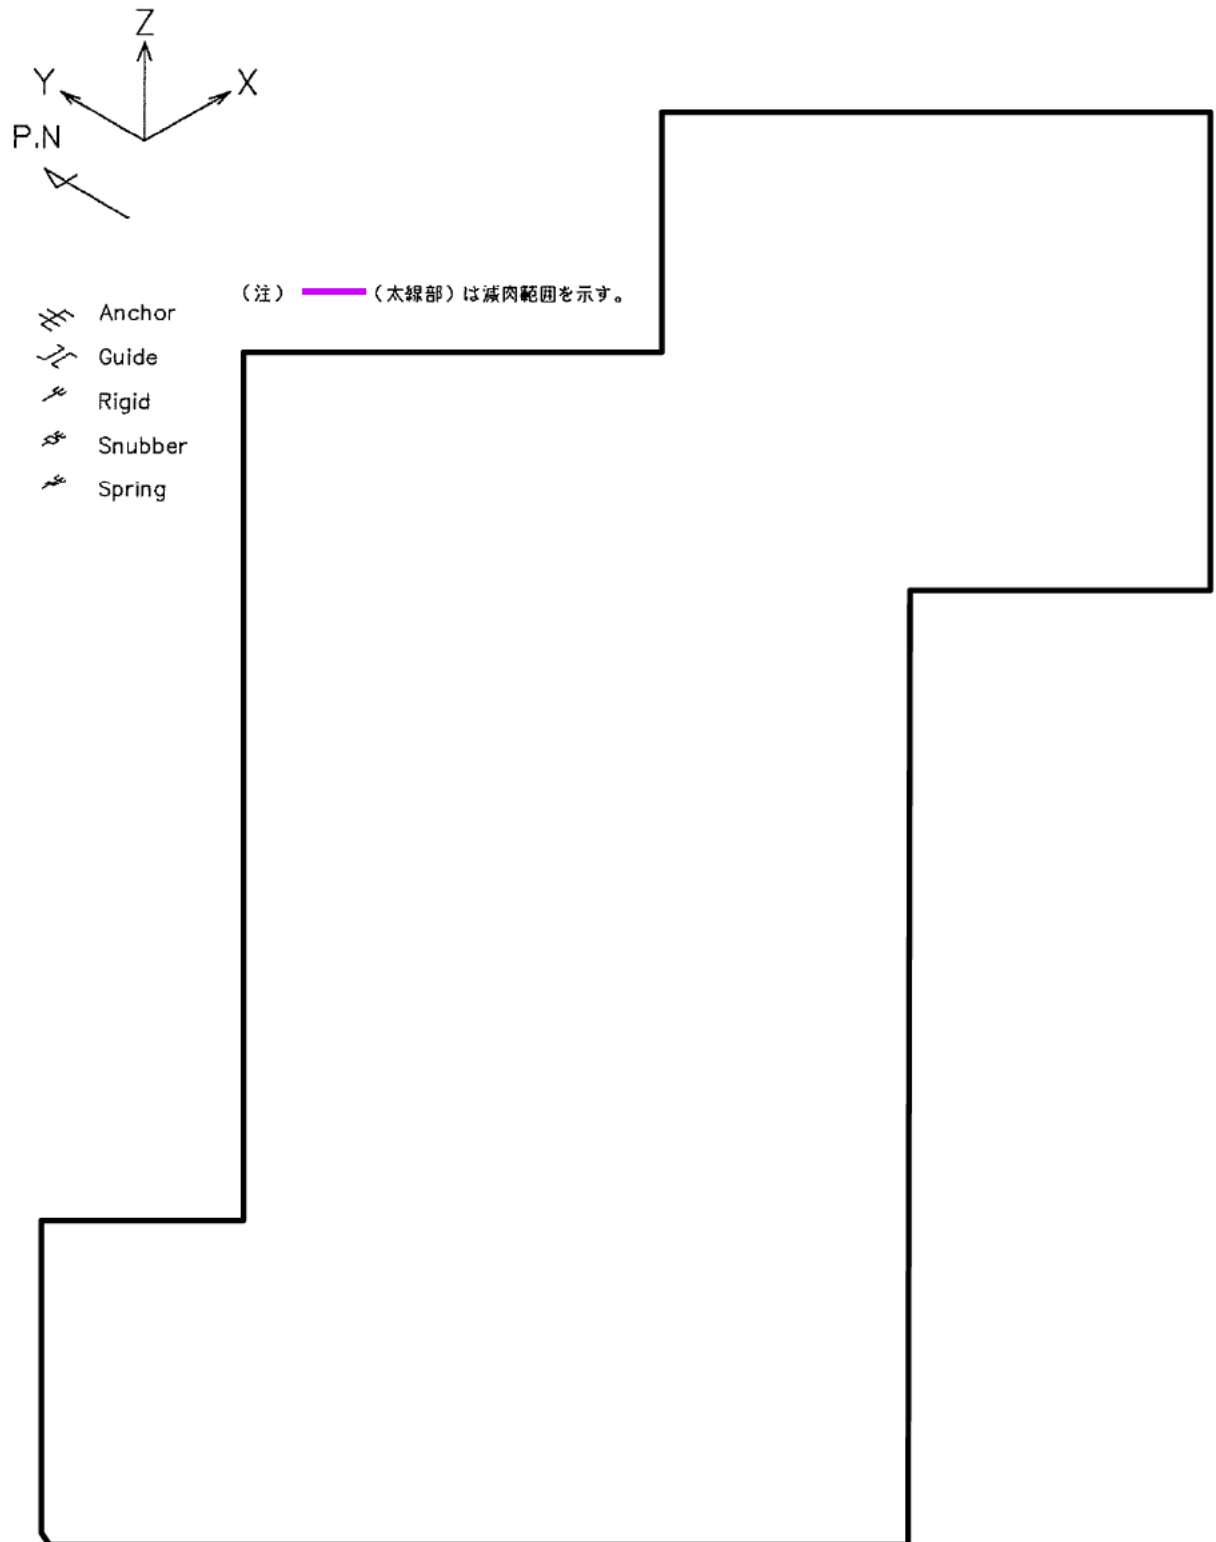 Z
Y X
P.N
（注） （太線部）は減肉範囲を示す。
Anchor
Guide
Rigid
Snubber
Spring